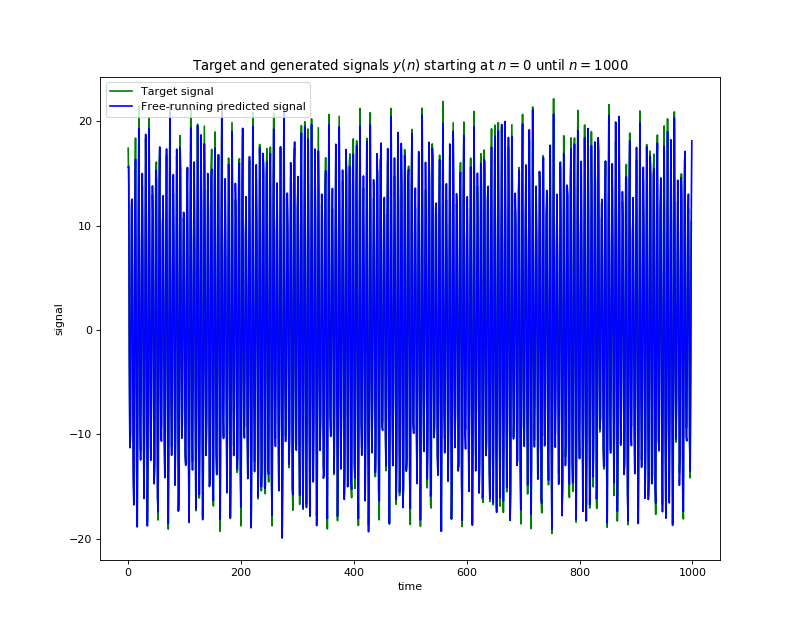 Target and generated signals y(n) starting at n = 0 until n = 1000
Target signal
Free-running predicted signal
20
10
0
−10
−20
signal
0
200
400
600
800
1000
time